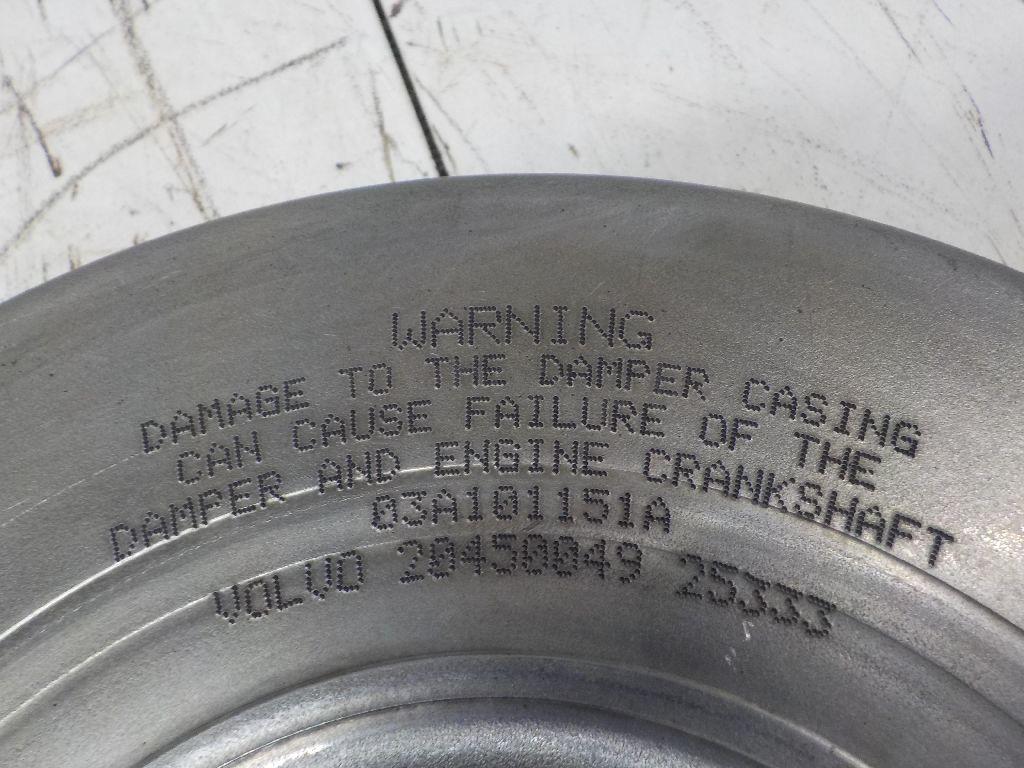 WARNING
DAMAGE TO THE DAMPER CASING
CAN CAUSE FAILURE OF THE
DAMPER AND ENGINE CRANKSHAFT
03A101151A
VOLVO 20450049 25333